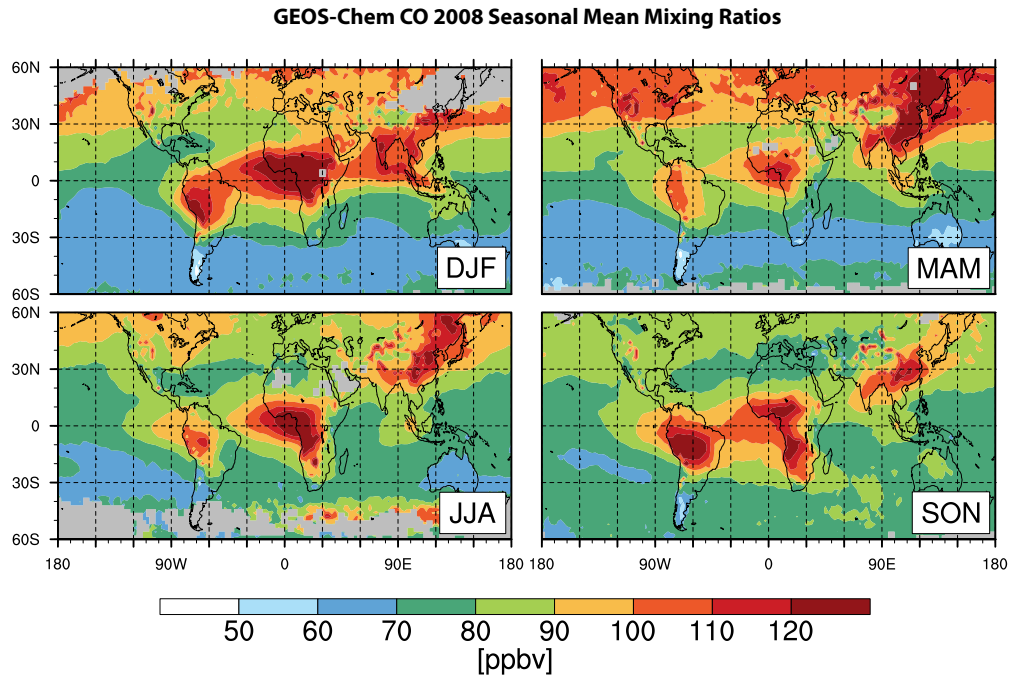 GEOS-Chem CO 2008 Seasonal Mean Mixing Ratios
60N
30N
0
30S
60S
DJF
MAM
60N
30N
0
30S
60S
JJA
SON
180 90W 0 90E 180
90W 0 90E 180
50 60 70 80 90 100 110 120
[ppbv]